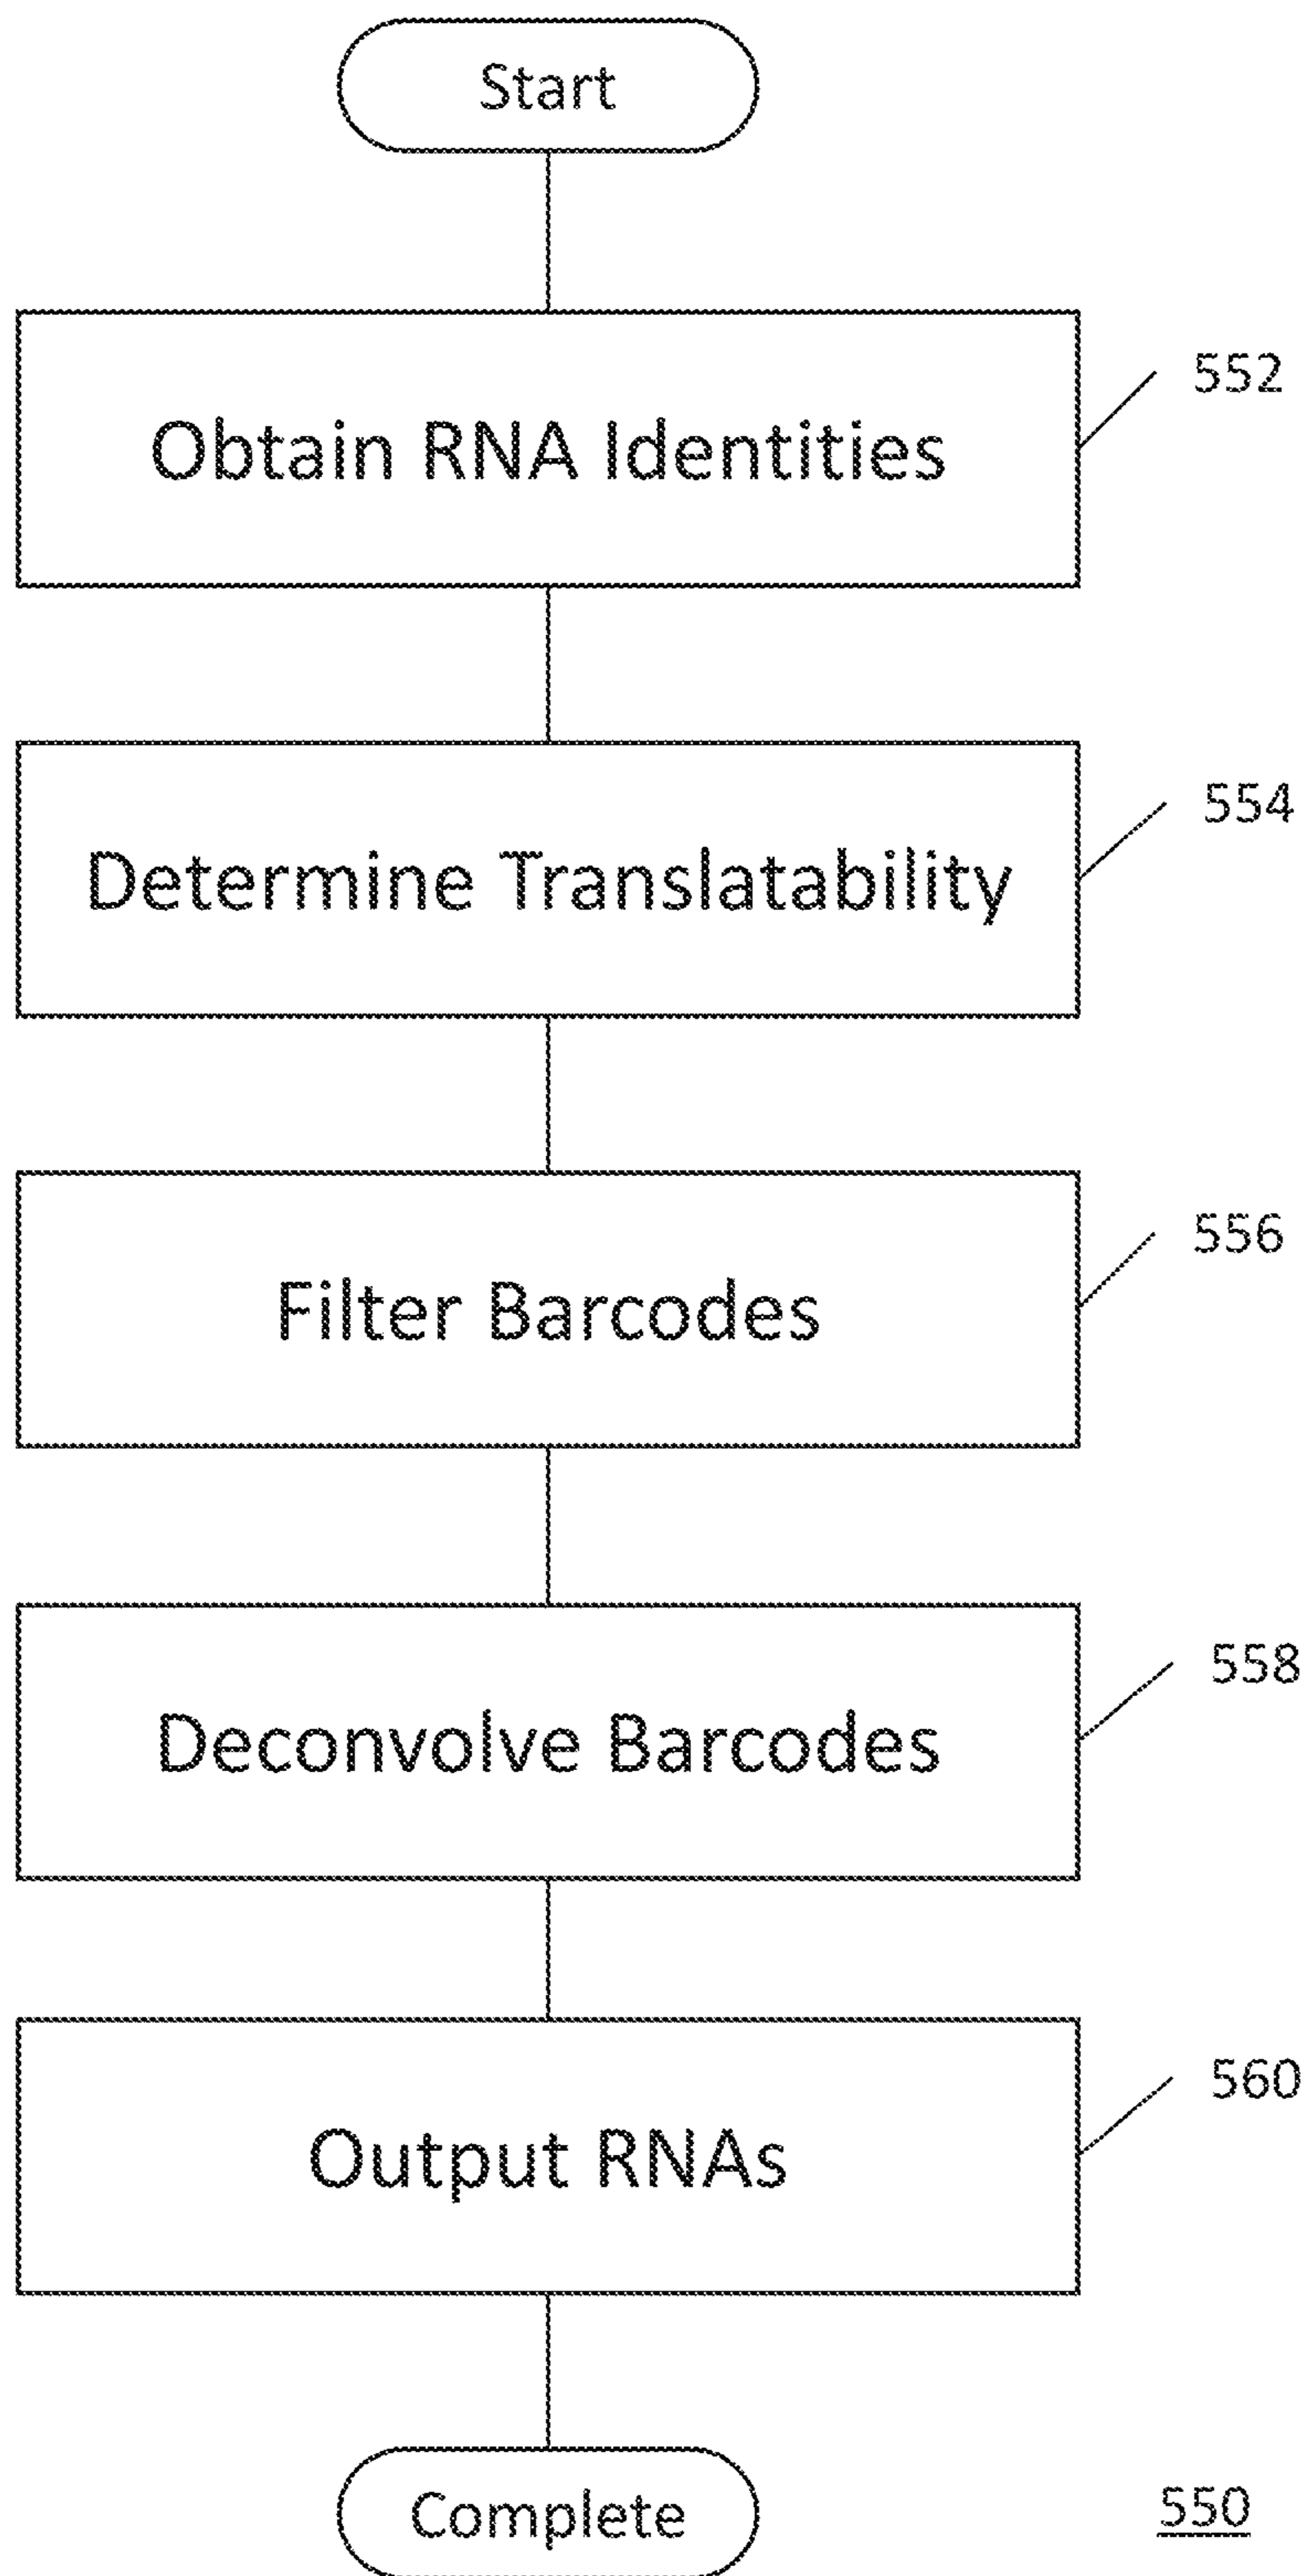 Start
Obtain RNA Identities
552
Determine Translatability
554
Filter Barcodes
556
Deconvolve Barcodes
558
Output RNAs
560
Complete
550